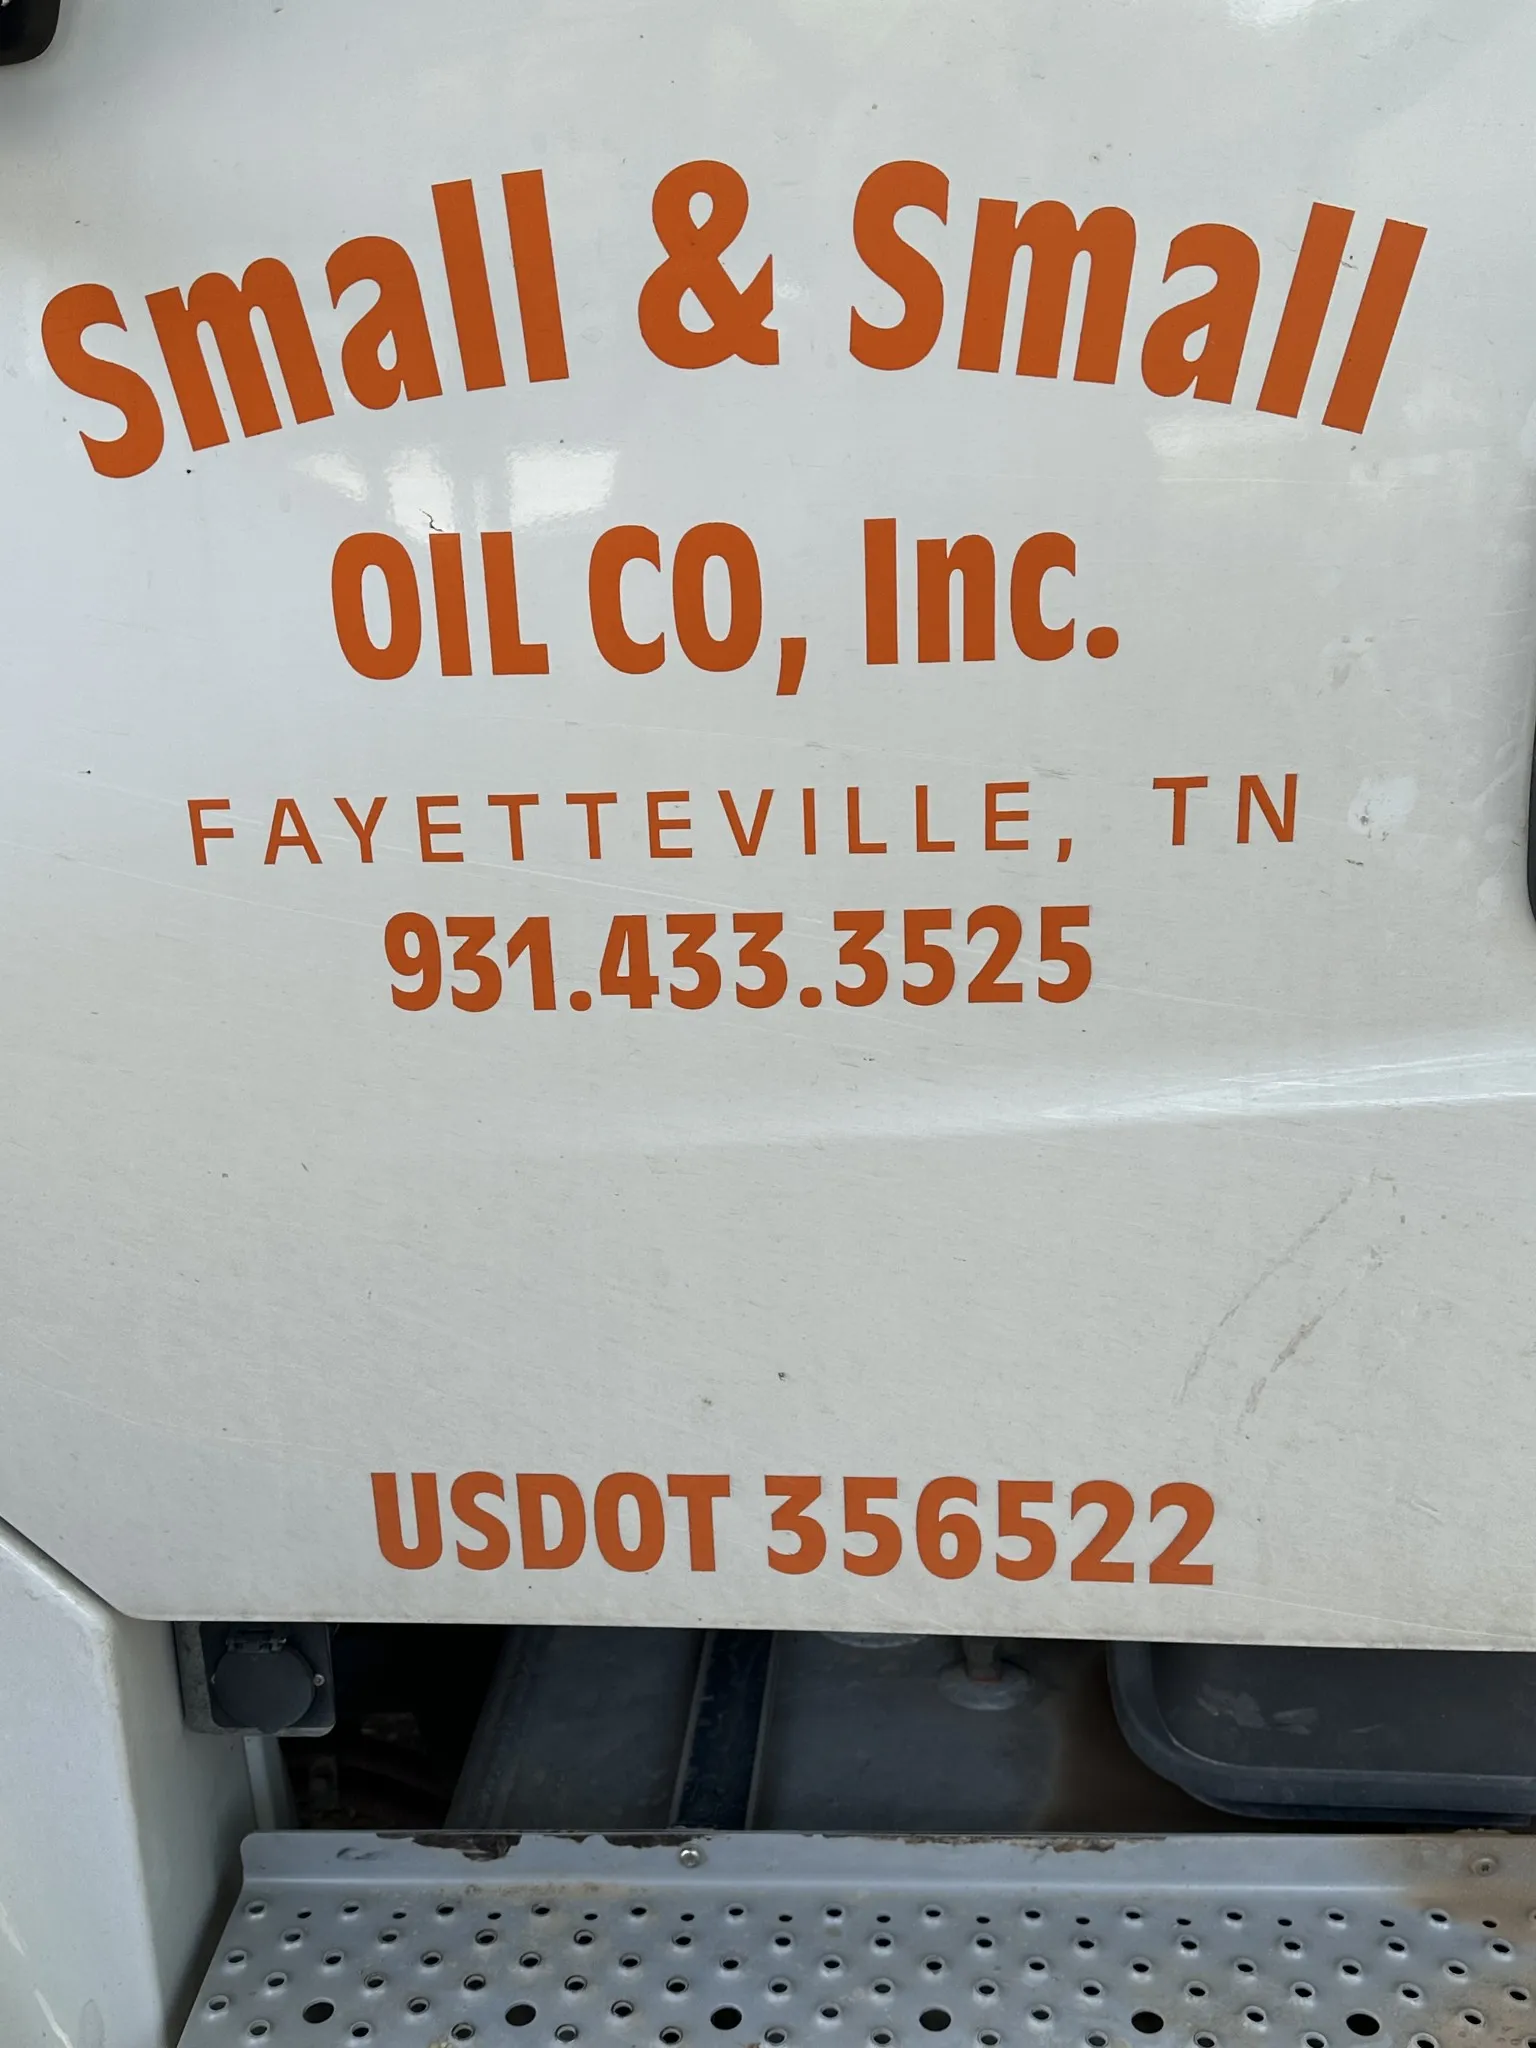 Small & Small
OIL CO, Inc.
FAYETTEVILLE, TN
931.433.3525
USDOT 356522